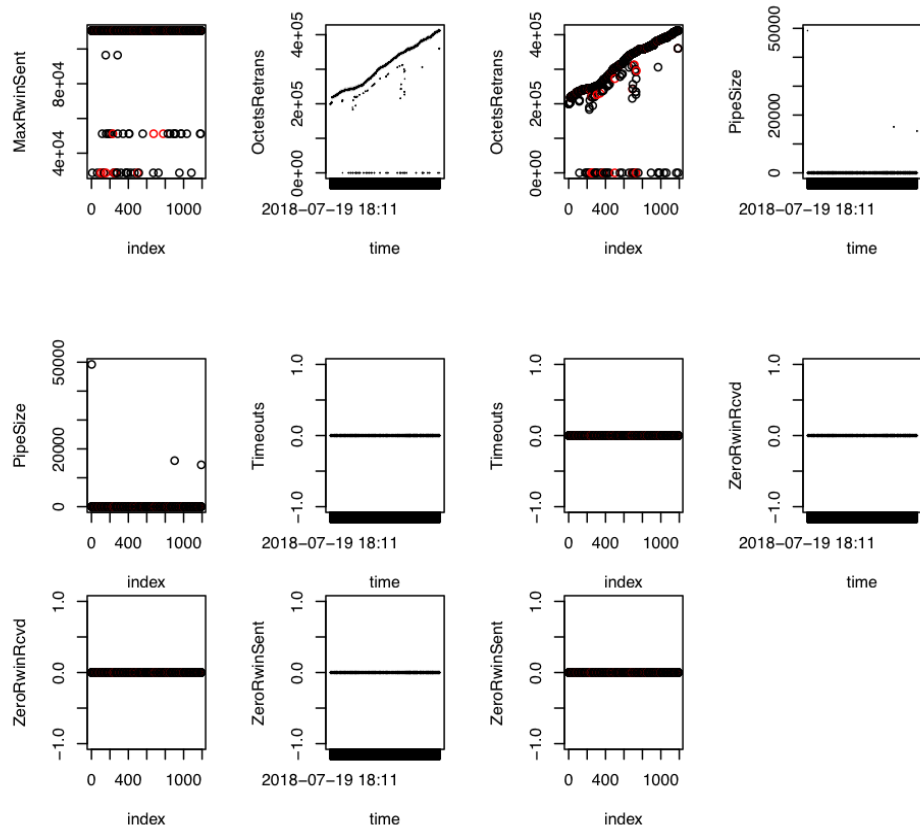 MaxRwinSent
4e+04 8e+04
0 400 1000
index
OctetsRetrans
0e+00 2e+05 4e+05
2018−07−19 18:11
time
OctetsRetrans
0e+00 2e+05 4e+05
0 400 1000
index
PipeSize
0 20000 50000
2018−07−19 18:11
time
PipeSize
0 20000 50000
0 400 1000
index
Timeouts
−1.0 0.0 1.0
2018−07−19 18:11
time
Timeouts
−1.0 0.0 1.0
0 400 1000
index
ZeroRwinRcvd
−1.0 0.0 1.0
2018−07−19 18:11
time
ZeroRwinRcvd
−1.0 0.0 1.0
0 400 1000
index
ZeroRwinSent
−1.0 0.0 1.0
2018−07−19 18:11
time
ZeroRwinSent
−1.0 0.0 1.0
0 400 1000
index